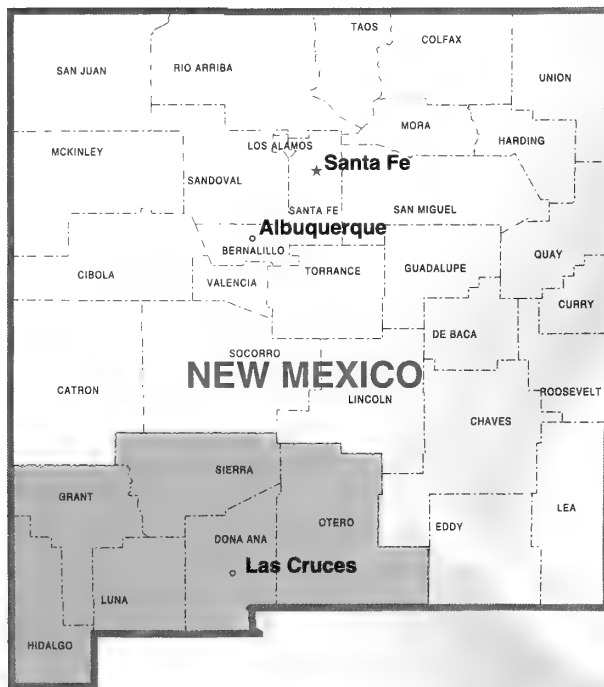 TAOS
COLFAX
SAN JUAN
RIO ARRIBA
UNION
MORA
HARDING
MCKINLEY
LOS ALAMOS
Santa Fe
SANDOVAL
SANTA FE
SAN MIGUEL
Albuquerque
BERNALILLO
QUAY
CIBOLA
TORRANCE
GUADALUPE
VALENCIA
CURRY
DE BACA
SOCORRO
NEW MEXICO
CATRON
LINCOLN
ROOSEVELT
CHAVES
SIERRA
GRANT
LEA
OTERO
EDDY
DONA ANA
Las Cruces
LUNA
HIDALGO